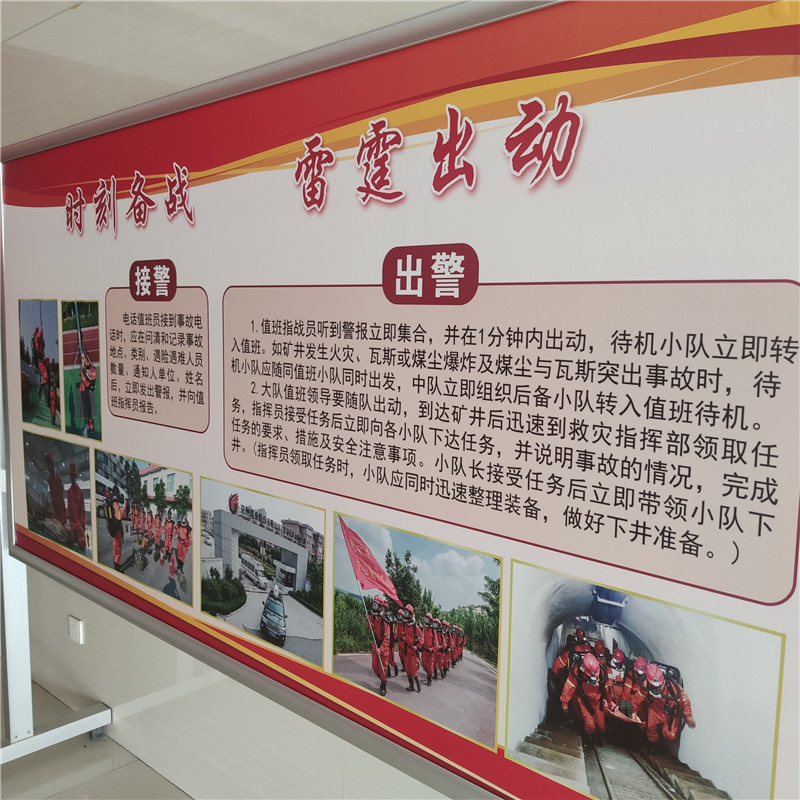 时刻备战 雷霆出动
接警
电话值班员接到事故电
话时，应在问清和记录事故
地点、类别、遇险遇难人员
数量、通知人单位、姓名
后，立即发出警报，并向值
班指挥员报告。
出警
1.值班指战员听到警报立即集合，并在1分钟内出动，待机小队立即转
入值班。如矿井发生火灾、瓦斯或煤尘爆炸及煤尘与瓦斯突出事故时，待
机小队应随同值班小队同时出发，中队立即组织后备小队转入值班待机。
2.大队值班领导要随队出动，到达矿井后迅速到救灾指挥部领取任
务，指挥员接受任务后立即向各小队下达任务，并说明事故的情况，完成
任务的要求、措施及安全注意事项。小队长接受任务后立即带领小队下
井。(指挥员领取任务时，小队应同时迅速整理装备，做好下井准备。)